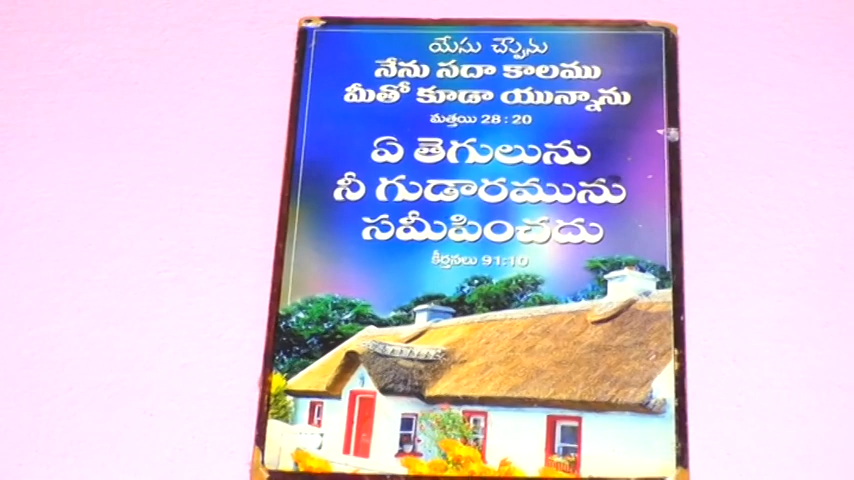 యేసు చెప్పెను
నేను సదా కాలము
మీతో కూడా యున్నాను
మత్తయి 28 : 20
ఏ తెగులును
నీ గుడారమును
సమీపించదు
కీర్తనలు 91:10